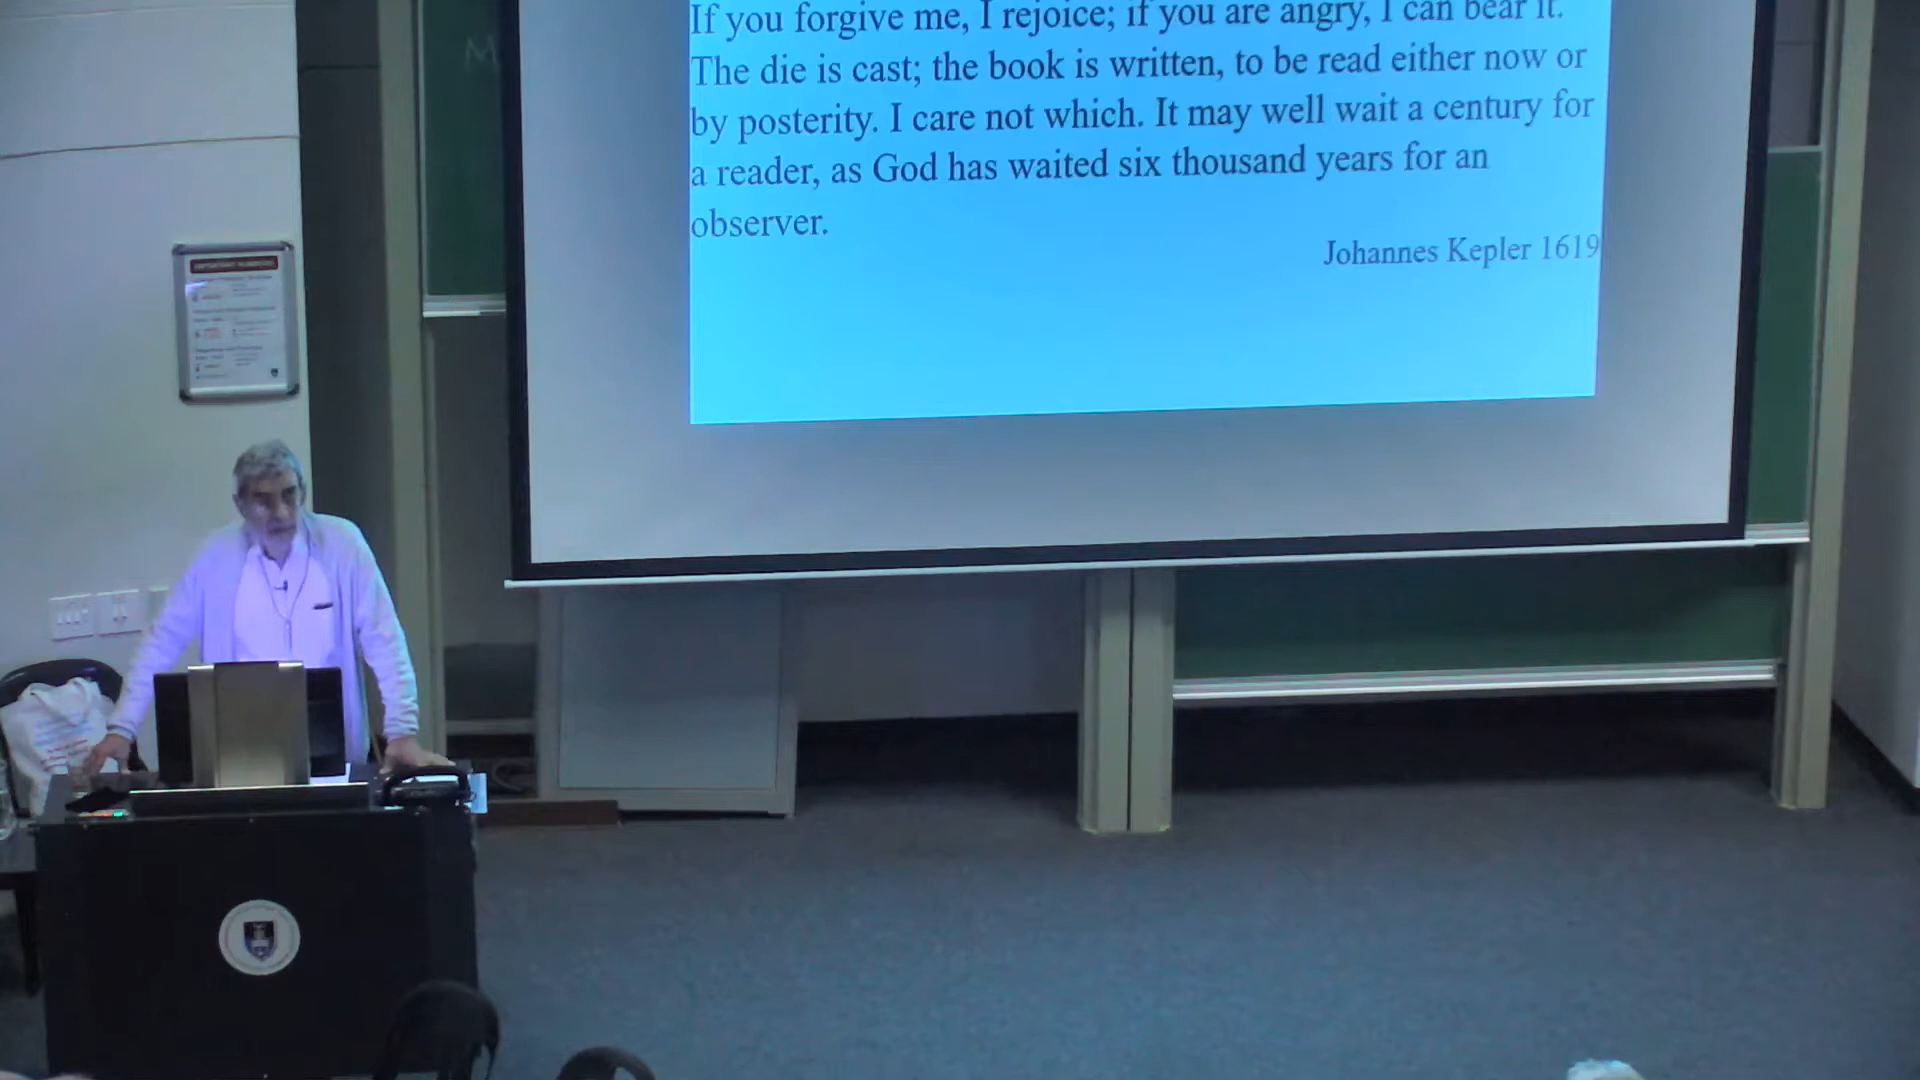 If you forgive me, I rejoice; if you are angry, I can bear it.
The die is cast; the book is written, to be read either now or
by posterity. I care not which. It may well wait a century for
a reader, as God has waited six thousand years for an
observer.
Johannes Kepler 1619
IMPORTANT NUMBERS